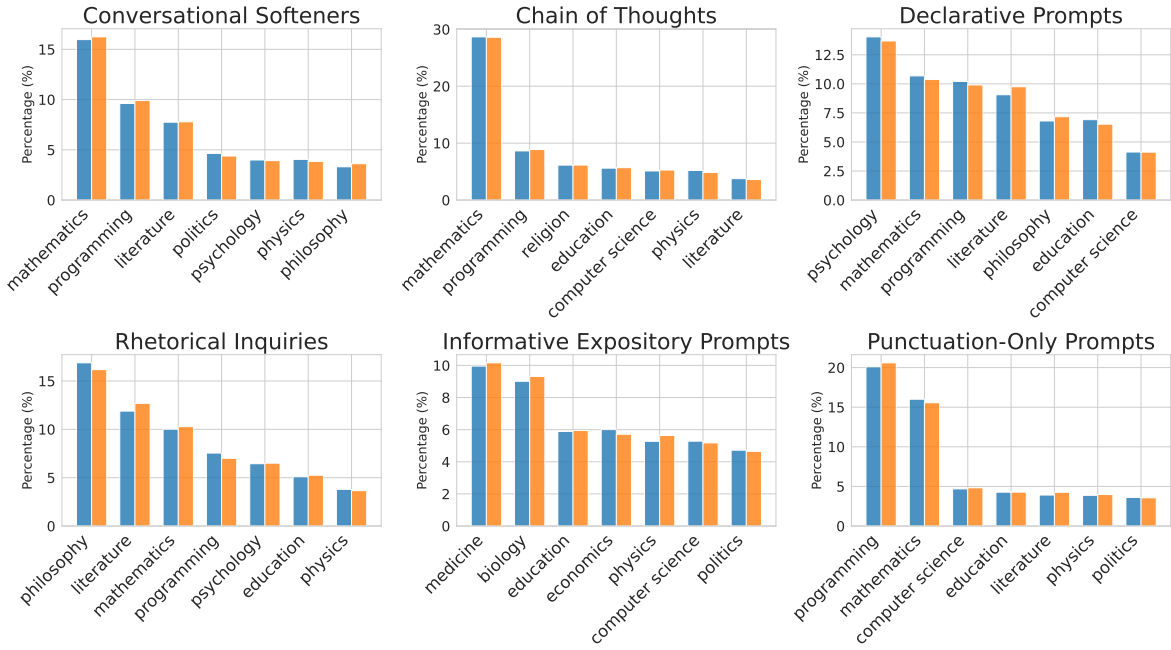 Conversational Softeners
Percentage (%)
15
10
5
0
mathematics
programming
literature
politics
psychology
physics
philosophy
Chain of Thoughts
Percentage (%)
30
20
10
0
mathematics
programming
religion
education
computer science
physics
literature
Declarative Prompts
Percentage (%)
12.5
10.0
7.5
5.0
2.5
0.0
psychology
mathematics
programming
literature
philosophy
education
computer science
Rhetorical Inquiries
Percentage (%)
15
10
5
0
philosophy
literature
mathematics
programming
psychology
education
physics
Informative Expository Prompts
Percentage (%)
10
8
6
4
2
0
medicine
biology
education
economics
physics
computer science
politics
Punctuation-Only Prompts
Percentage (%)
20
15
10
5
0
programming
mathematics
computer science
education
literature
physics
politics